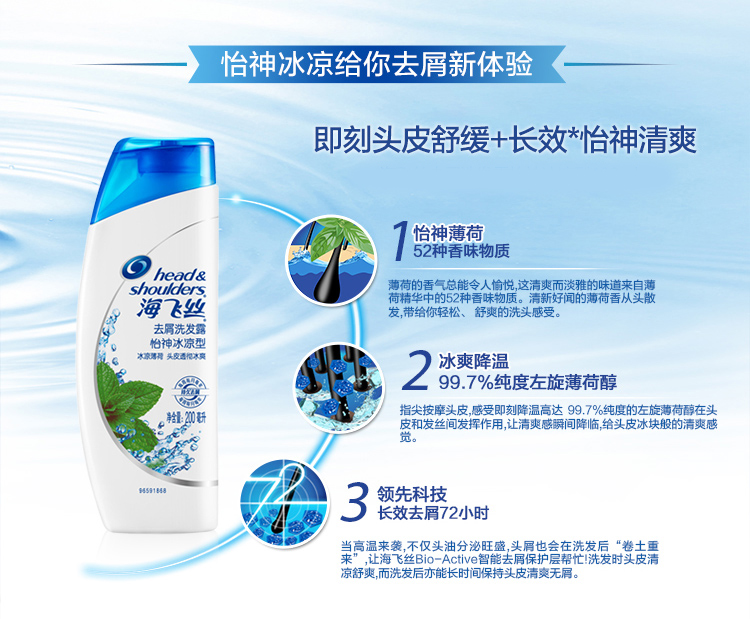 怡神冰凉给你去屑新体验
即刻头皮舒缓+长效*怡神清爽
head&
shoulders
海飞丝
去屑洗发露
怡神冰凉型
冰凉薄荷 头皮透彻冰爽
持久去屑
净含量: 200 毫升
96591868
1 怡神薄荷
52种香味物质
薄荷的香气总能令人愉悦,这清爽而淡雅的味道来自薄
荷精华中的52种香味物质。清新好闻的薄荷香从头散
发,带给你轻松、 舒爽的洗头感受。
2 冰爽降温
99.7%纯度左旋薄荷醇
指尖按摩头皮,感受即刻降温高达 99.7%纯度的左旋薄荷醇在头
皮和发丝间发挥作用,让清爽感瞬间降临,给头皮冰块般的清爽感
觉。
72
3 领先科技
长效去屑72小时
当高温来袭,不仅头油分泌旺盛,头屑也会在洗发后“卷土重
来”,让海飞丝Bio-Active智能去屑保护层帮忙!洗发时头皮清
凉舒爽,而洗发后亦能长时间保持头皮清爽无屑。